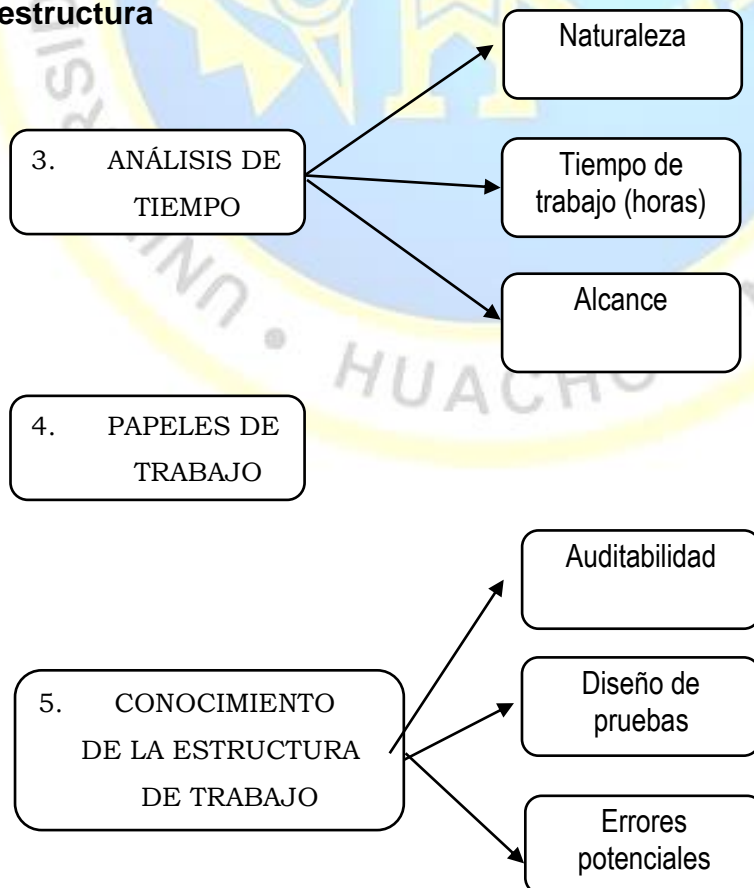 estructura
Naturaleza
3. ANÁLISIS DE
TIEMPO
Tiempo de
trabajo (horas)
Alcance
HUACHO
4. PAPELES DE
TRABAJO
Auditabilidad
5. CONOCIMIENTO
DE LA ESTRUCTURA
DE TRABAJO
Diseño de
pruebas
Errores
potenciales